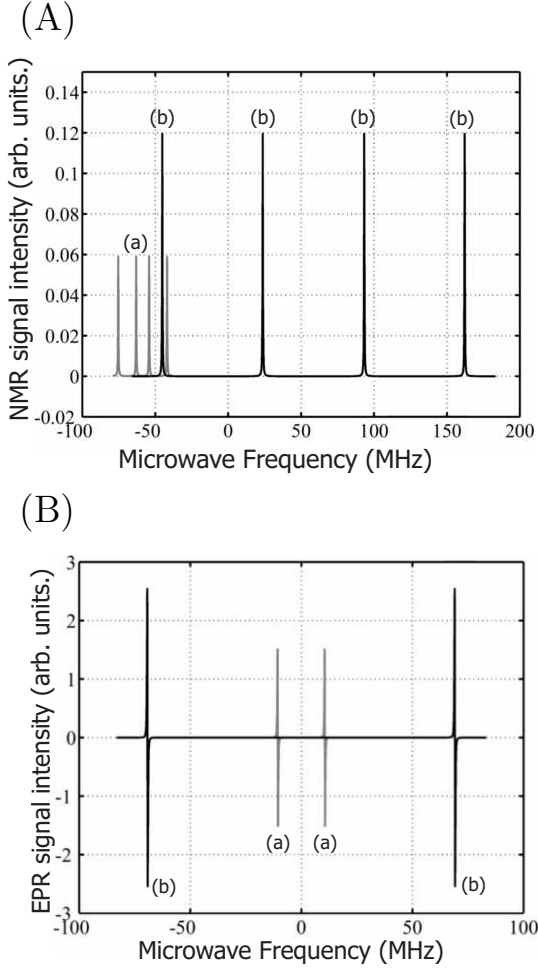 (A)
NMR signal intensity (arb. units.)
0.14
0.12
0.1
0.08
0.06
0.04
0.02
0
-0.02
(b) (b) (b) (b)
(a)
-100 -50 0 50 100 150 200
Microwave Frequency (MHz)
(B)
EPR signal intensity (arb. units.)
3
2
1
0
-1
-2
-3
(a) (a)
(b) (b)
-100 -50 0 50 100
Microwave Frequency (MHz)